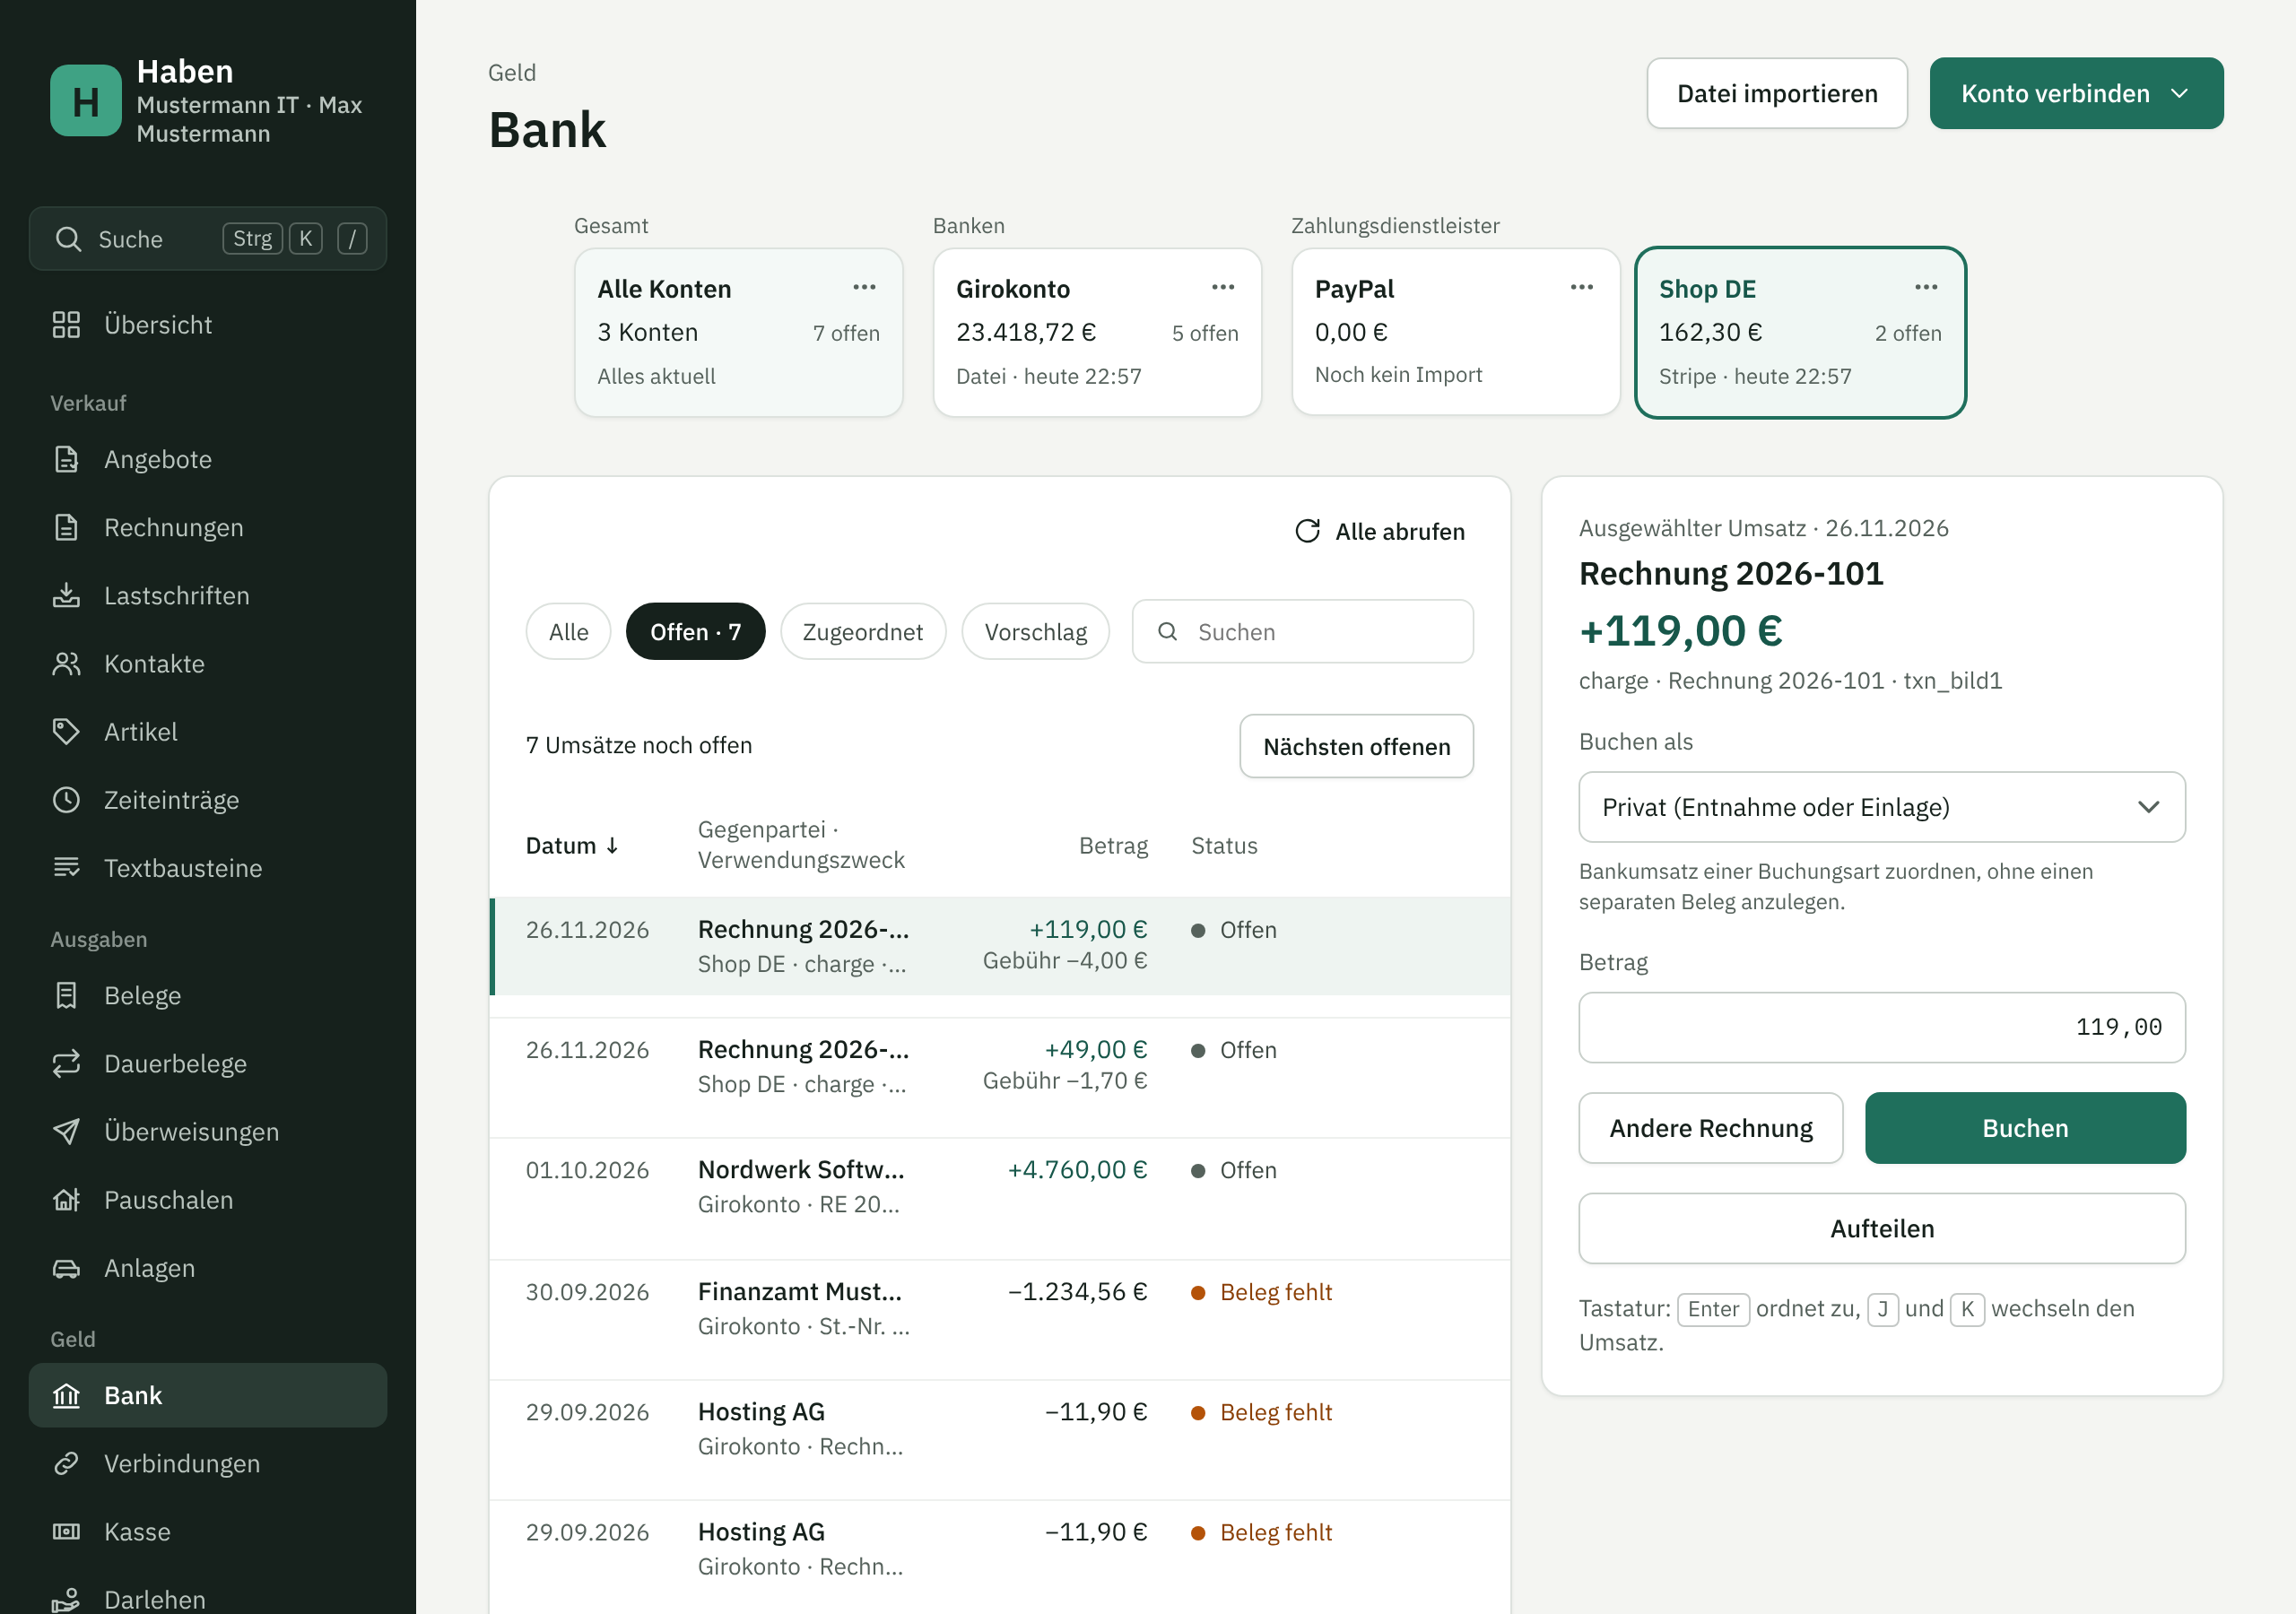 H
Haben
Mustermann IT · Max
Mustermann
Suche
Strg K /
Übersicht
Verkauf
Angebote
Rechnungen
Lastschriften
Kontakte
Artikel
Zeiteinträge
Textbausteine
Ausgaben
Belege
Dauerbelege
Überweisungen
Pauschalen
Anlagen
Geld
Bank
Verbindungen
Kasse
Darlehen
Geld
Bank
Datei importieren
Konto verbinden
Gesamt
Alle Konten
3 Konten 7 offen
Alles aktuell
Banken
Girokonto
23.418,72 € 5 offen
Datei · heute 22:57
Zahlungsdienstleister
PayPal
0,00 €
Noch kein Import
Shop DE
162,30 € 2 offen
Stripe · heute 22:57
Alle abrufen
Alle Offen · 7 Zugeordnet Vorschlag Suchen
7 Umsätze noch offen
Nächsten offenen
Datum ↓ Gegenpartei · Verwendungszweck Betrag Status
26.11.2026 Rechnung 2026-... +119,00 € Offen
Shop DE · charge ·... Gebühr −4,00 €
26.11.2026 Rechnung 2026-... +49,00 € Offen
Shop DE · charge ·... Gebühr −1,70 €
01.10.2026 Nordwerk Softw... +4.760,00 € Offen
Girokonto · RE 20...
30.09.2026 Finanzamt Must... −1.234,56 € Beleg fehlt
Girokonto · St.-Nr. ...
29.09.2026 Hosting AG −11,90 € Beleg fehlt
Girokonto · Rechn...
29.09.2026 Hosting AG −11,90 € Beleg fehlt
Girokonto · Rechn...
Ausgewählter Umsatz · 26.11.2026
Rechnung 2026-101
+119,00 €
charge · Rechnung 2026-101 · txn_bild1
Buchen als
Privat (Entnahme oder Einlage)
Bankumsatz einer Buchungsart zuordnen, ohne einen
separaten Beleg anzulegen.
Betrag
119,00
Andere Rechnung
Buchen
Aufteilen
Tastatur: Enter ordnet zu, J und K wechseln den
Umsatz.